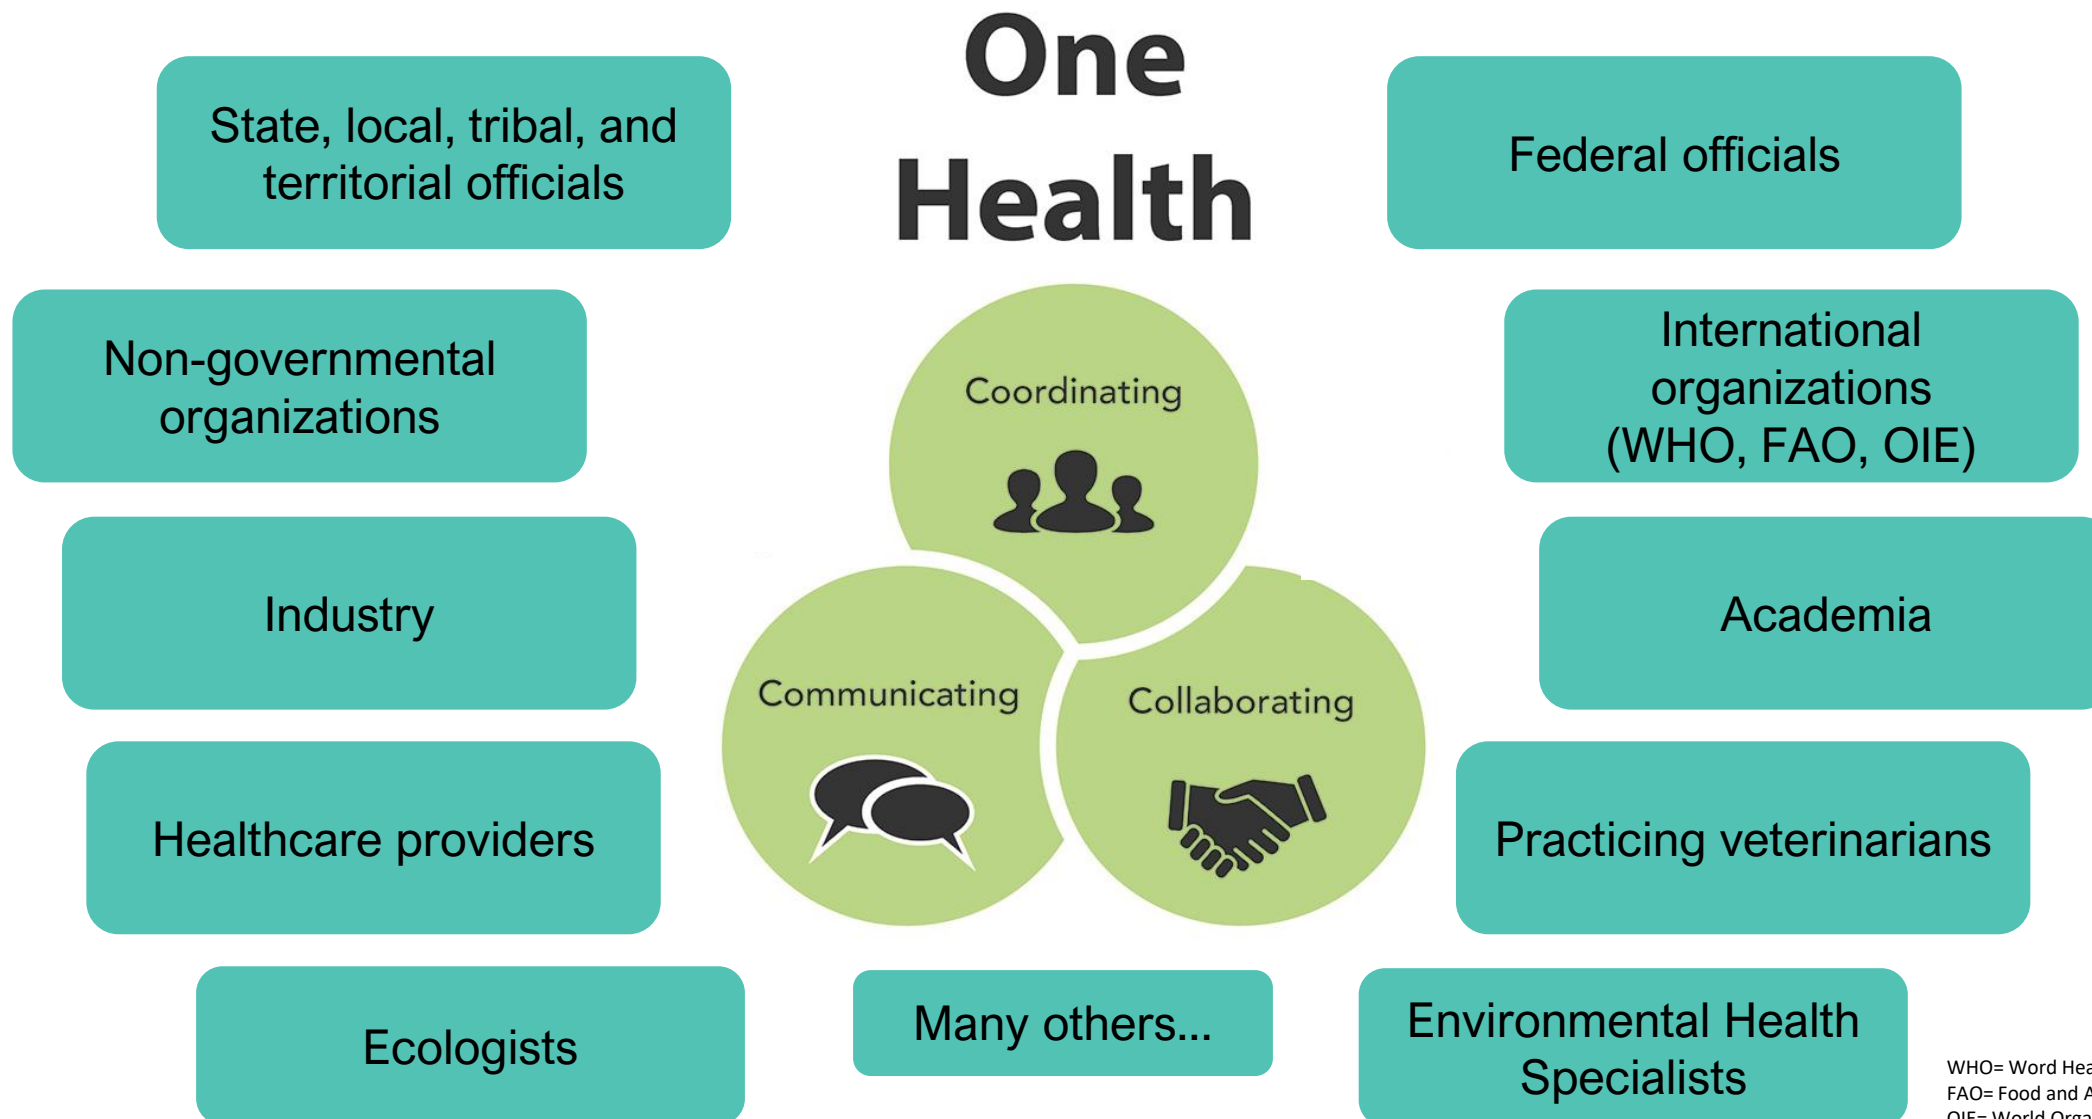 One
Health
State, local, tribal, and
territorial officials
Federal officials
Non-governmental
organizations
International
organizations
(WHO, FAO, OIE)
Coordinating
Industry
Academia
Communicating
Collaborating
Healthcare providers
Practicing veterinarians
Ecologists
Many others...
Environmental Health
Specialists
WHO= Word
FAO= Food and
OIE= World